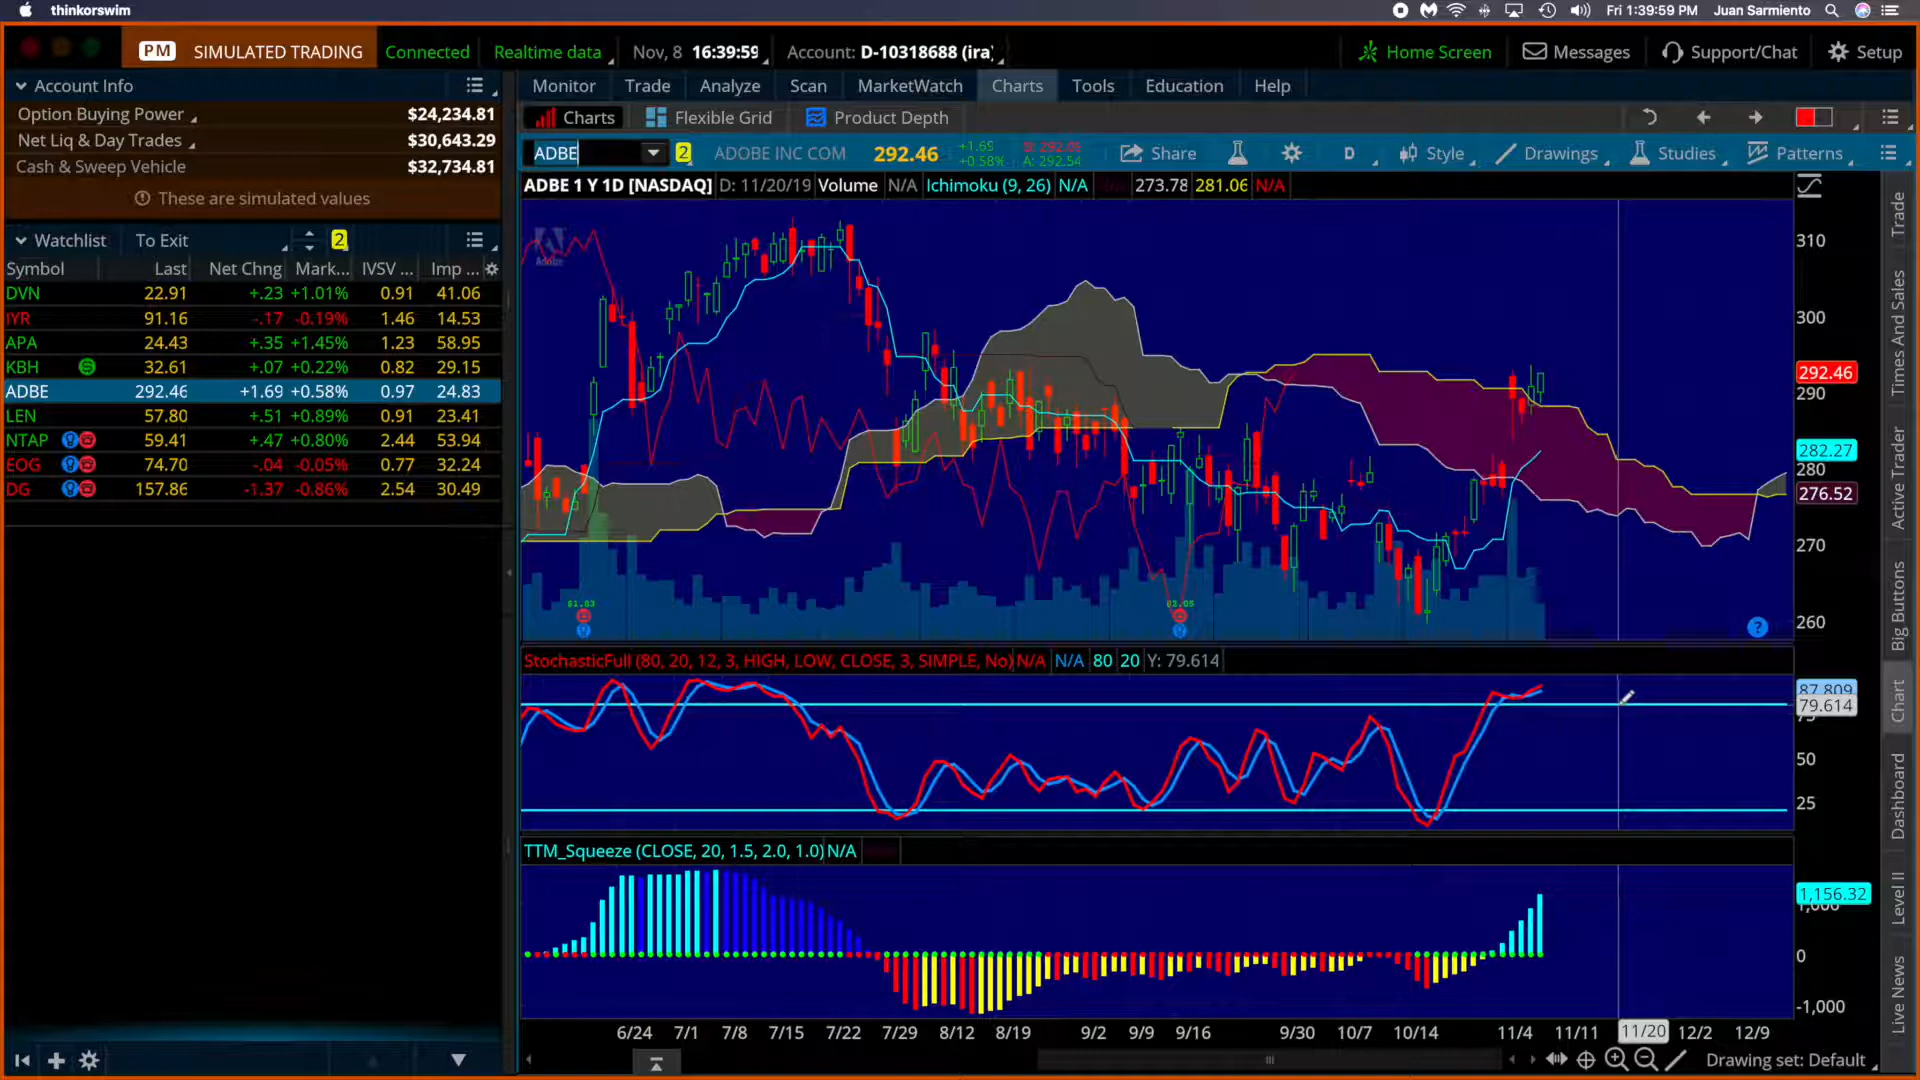 thinkorswim Fri 1:39:59 PM Juan Sarmiento
PM SIMULATED TRADING Connected Realtime data Nov, 8 16:39:59 Account: D-10318688 (ira) Home Screen Messages Support/Chat Setup
Account Info
Option Buying Power $24,234.81
Net Liq & Day Trades $30,643.29
Cash & Sweep Vehicle $32,734.81
These are simulated values
Watchlist To Exit 2
Symbol Last Net Chng Mark... IVSV ... Imp ...
DVN 22.91 +.23 +1.01% 0.91 41.06
IYR 91.16 -.17 -0.19% 1.46 14.53
APA 24.43 +.35 +1.45% 1.23 58.95
KBH 32.61 +.07 +0.22% 0.82 29.15
ADBE 292.46 +1.69 +0.58% 0.97 24.83
LEN 57.80 +.51 +0.89% 0.91 23.41
NTAP 59.41 +.47 +0.80% 2.44 53.94
EOG 74.70 -.04 -0.05% 0.77 32.24
DG 157.86 -1.37 -0.86% 2.54 30.49
Monitor Trade Analyze Scan MarketWatch Charts Tools Education Help
Charts Flexible Grid Product Depth
ADBE 2 ADOBE INC COM 292.46 +1.69 +0.58% B: 292.06 A: 292.54 Share D Style Drawings Studies Patterns
ADBE 1 Y 1D [NASDAQ] D: 11/20/19 Volume N/A Ichimoku (9, 26) N/A 273.78 281.06 N/A
Adobe
310
300
292.46
290
282.27
280
276.52
270
260
$1.83 $2.05
?
StochasticFull (80, 20, 12, 3, HIGH, LOW, CLOSE, 3, SIMPLE, No) N/A N/A 80 20 Y: 79.614
87.809
79.614
75
50
25
TTM_Squeeze (CLOSE, 20, 1.5, 2.0, 1.0) N/A
1,156.32
1,000
0
-1,000
6/24 7/1 7/8 7/15 7/22 7/29 8/12 8/19 9/2 9/9 9/16 9/30 10/7 10/14 11/4 11/11 11/20 12/2 12/9
Drawing set: Default
Trade
Times And Sales
Active Trader
Big Buttons
Chart
Dashboard
Level II
Live News